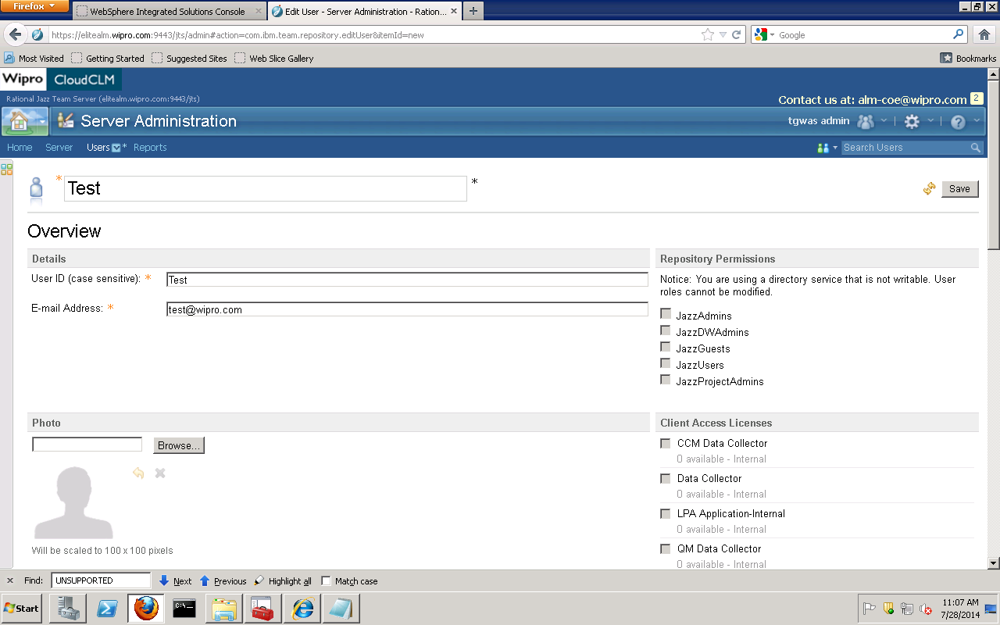 Firefox
WebSphere Integrated Solutions Console
Edit User - Server Administration - Ration...
https://elitealm.wipro.com:9443/jts/admin#action=com.ibm.team.repository.editUser&itemId=new
Google
Most Visited Getting Started Suggested Sites Web Slice Gallery Bookmarks
Wipro CloudCLM
Rational Jazz Team Server (elitealm.wipro.com:9443/jts)
Contact us at: alm-coe@wipro.com 2
Server Administration
tgwas admin
Home Server Users * Reports
Search Users
* Test *
Save
Overview
Details
User ID (case sensitive): * Test
E-mail Address: * test@wipro.com
Repository Permissions
Notice: You are using a directory service that is not writable. User
roles cannot be modified.
JazzAdmins
JazzDWAdmins
JazzGuests
JazzUsers
JazzProjectAdmins
Photo
Browse...
Will be scaled to 100 x 100 pixels
Client Access Licenses
CCM Data Collector
0 available - Internal
Data Collector
0 available - Internal
LPA Application-Internal
0 available - Internal
QM Data Collector
0 available - Internal
Find: UNSUPPORTED Next Previous Highlight all Match case
Start
C:\_
11:07 AM
7/28/2014